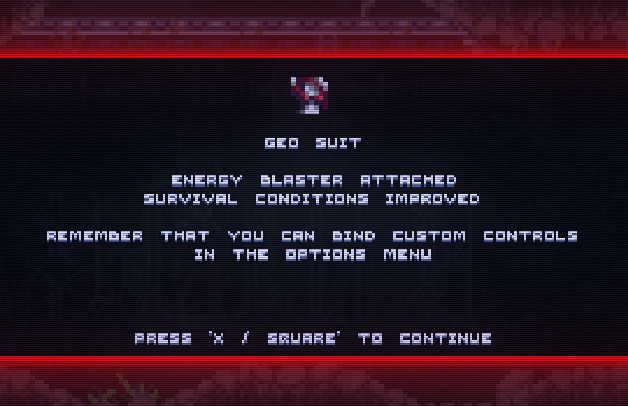 GEO SUIT
ENERGY BLASTER ATTACHED
SURVIVAL CONDITIONS IMPROVED
REMEMBER THAT YOU CAN BIND CUSTOM CONTROLS
IN THE OPTIONS MENU
PRESS 'X / SQUARE' TO CONTINUE